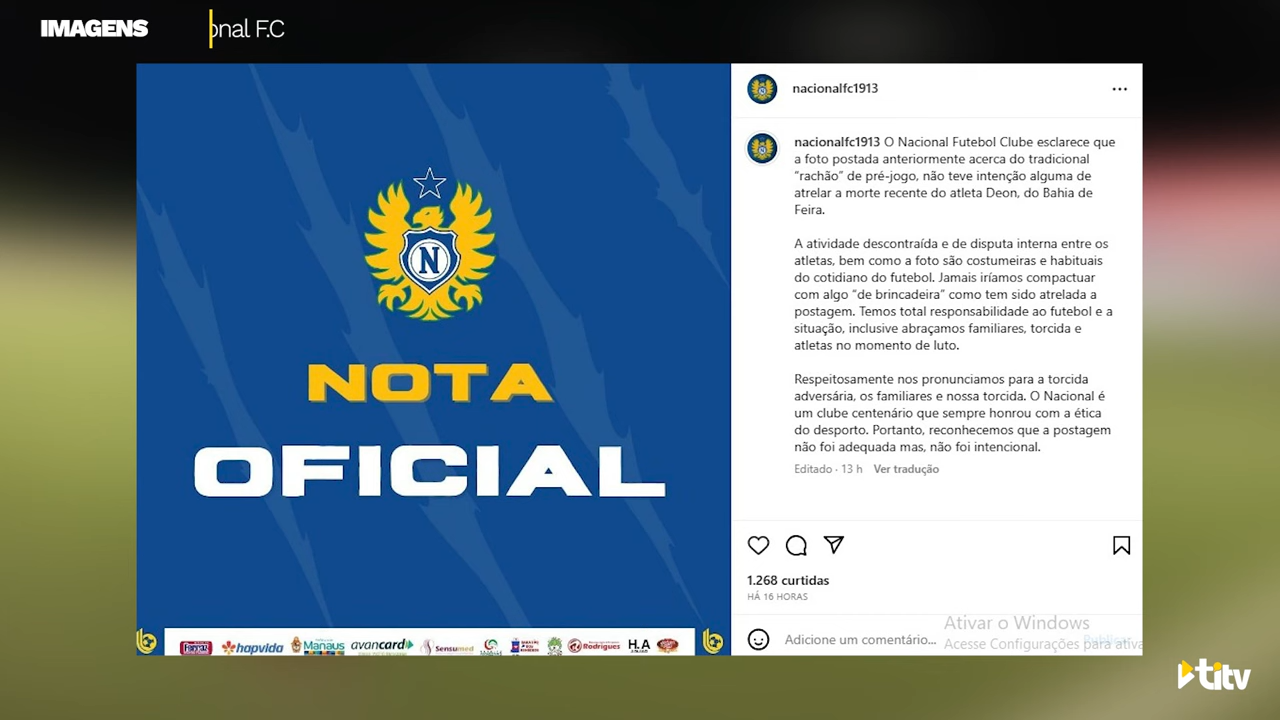 IMAGENS
onal F.C
nacionalfc1913
nacionalfc1913 O Nacional Futebol Clube esclarece que
a foto postada anteriormente acerca do tradicional
“rachão” de pré-jogo, não teve intenção alguma de
atrelar a morte recente do atleta Deon, do Bahia de
Feira.
A atividade descontraída e de disputa interna entre os
atletas, bem como a foto são costumeiras e habituais
do cotidiano do futebol. Jamais iríamos compactuar
com algo “de brincadeira” como tem sido atrelada a
postagem. Temos total responsabilidade ao futebol e a
situação, inclusive abraçamos familiares, torcida e
atletas no momento de luto.
Respeitosamente nos pronunciamos para a torcida
adversária, os familiares e nossa torcida. O Nacional é
um clube centenário que sempre honrou com a ética
do desporto. Portanto, reconhecemos que a postagem
não foi adequada mas, não foi intencional.
Editado · 13 h Ver tradução
1.268 curtidas
HÁ 16 HORAS
Adicione um comentário...
Publicar
Ativar o Windows
Acesse Configurações para ativa
N
NOTA
OFICIAL
hapvida
Manaus
avancard
Sensumed
Rodrigues
H.A
titv